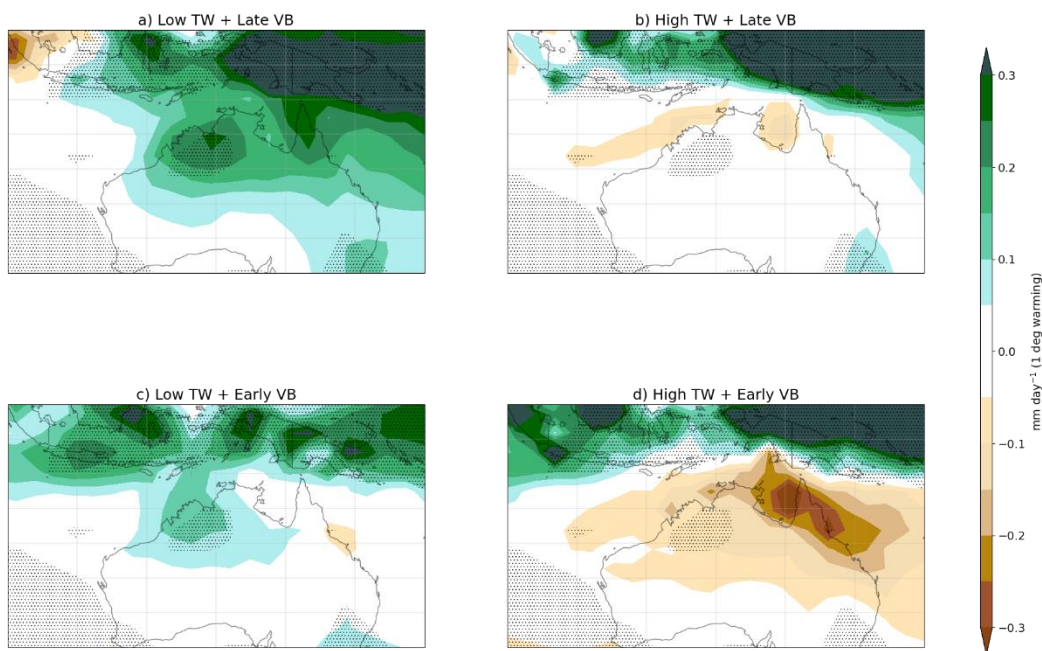 a) Low TW + Late VB
b) High TW + Late VB
c) Low TW + Early VB
d) High TW + Early VB
0.3
0.2
0.1
0.0
−0.1
−0.2
−0.3
mm day⁻¹ (1 deg warming)